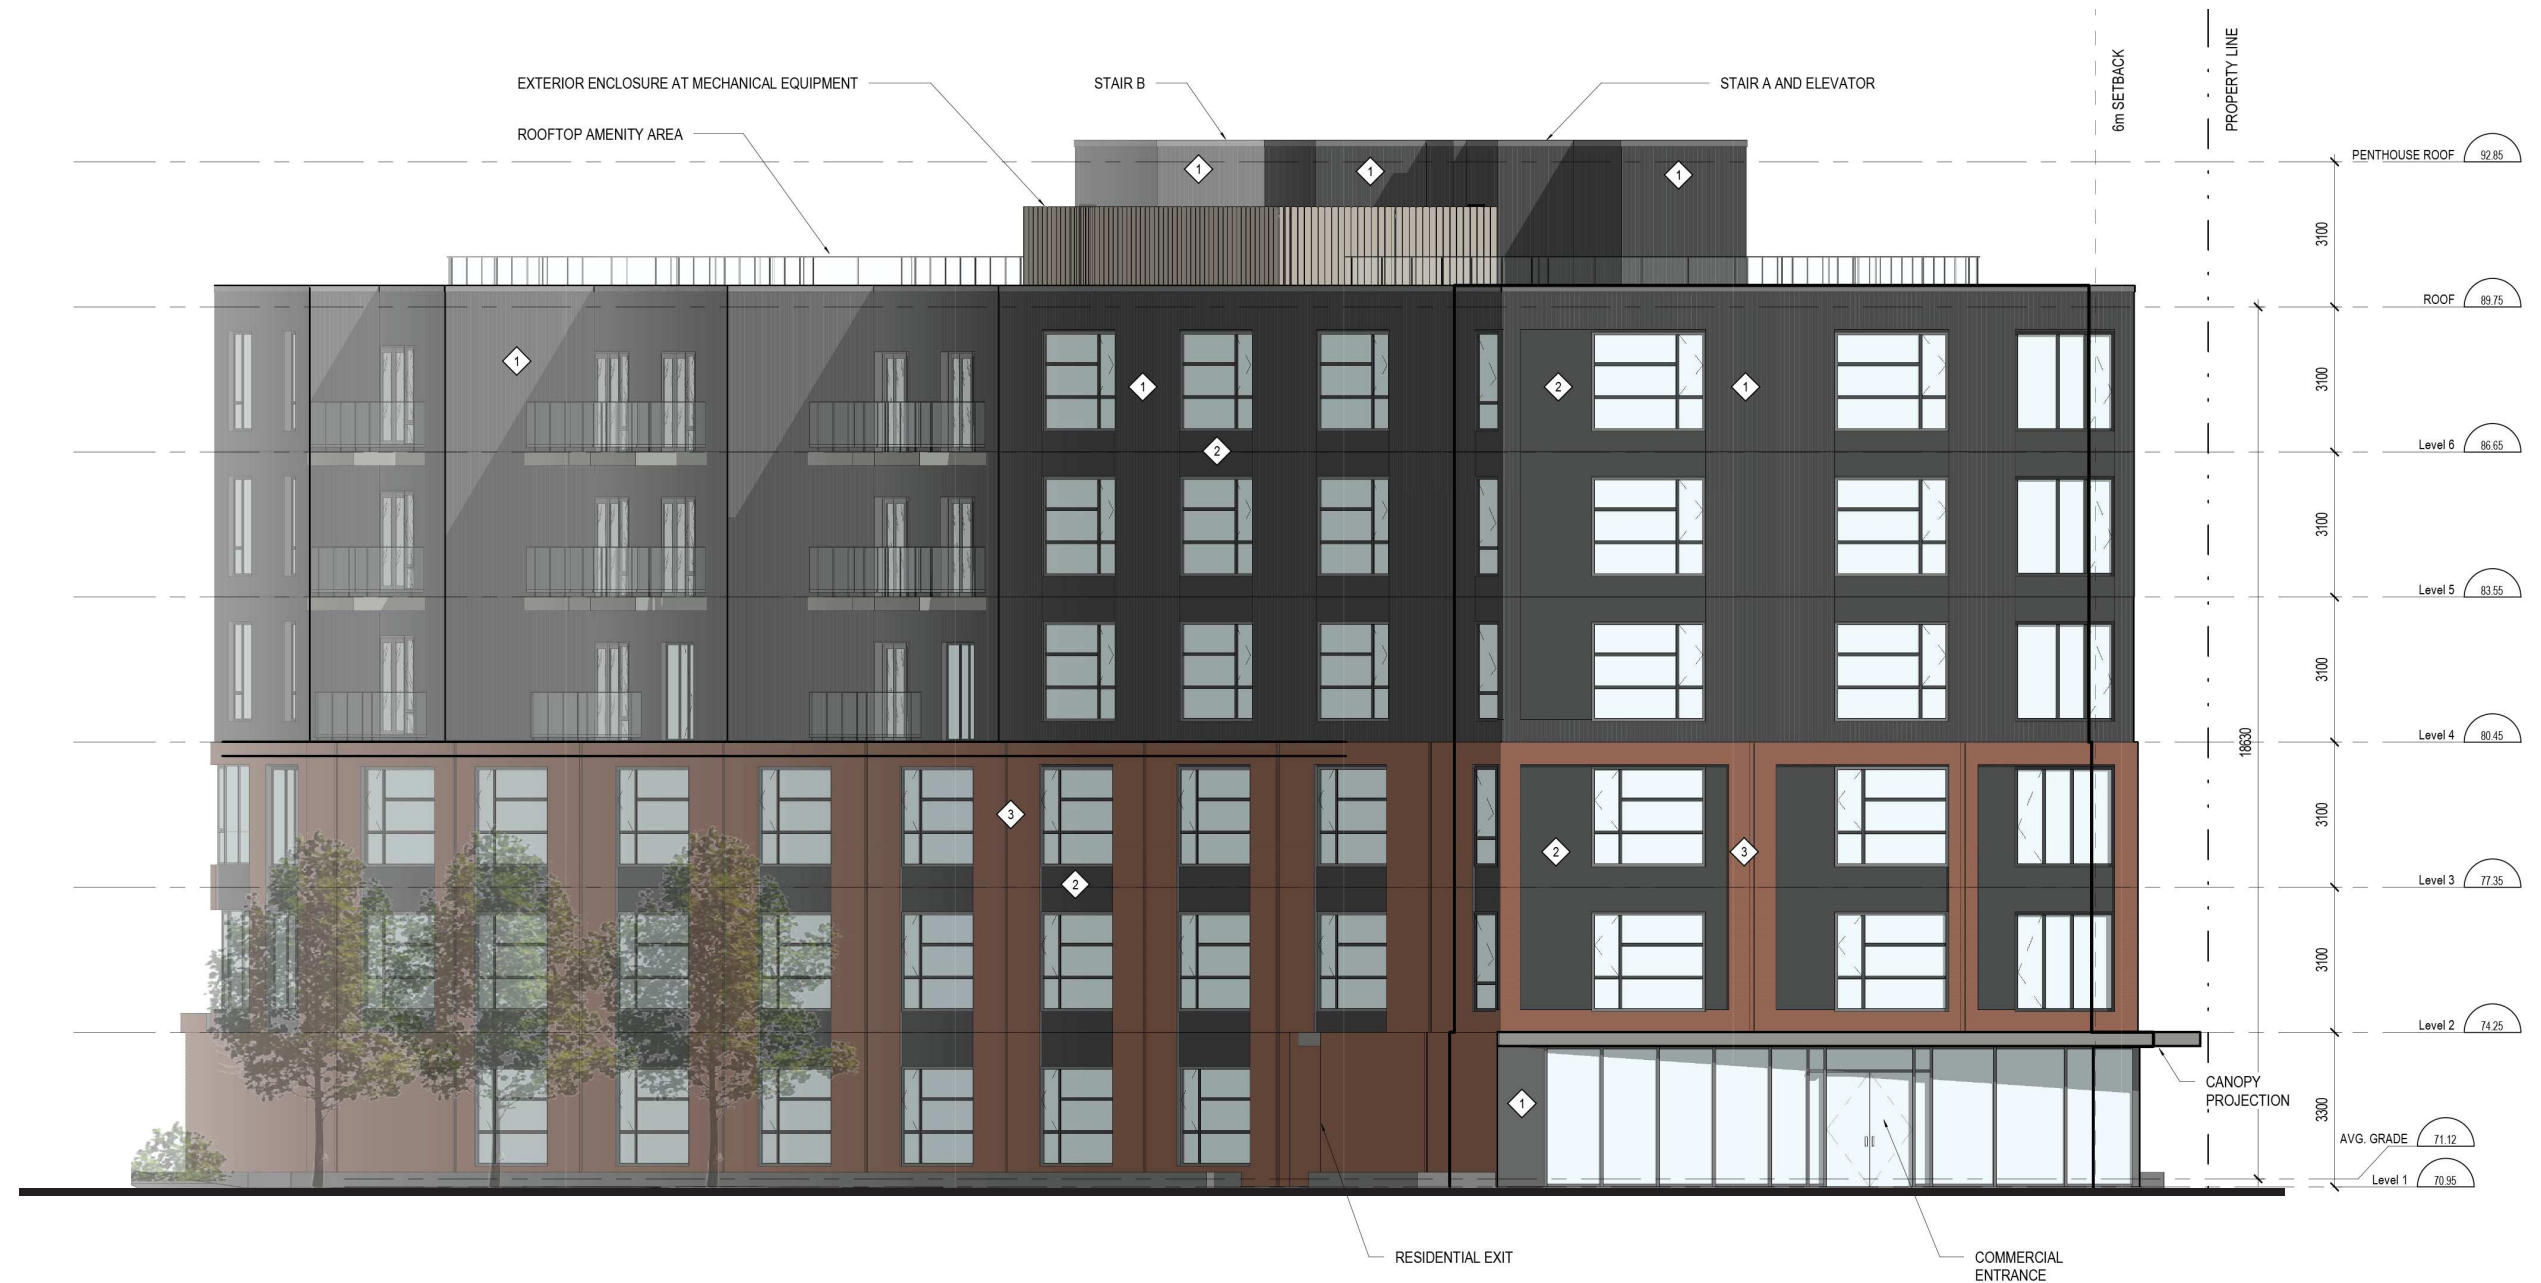 6m SETBACK
PROPERTY LINE
EXTERIOR ENCLOSURE AT MECHANICAL EQUIPMENT
STAIR B
STAIR A AND ELEVATOR
ROOFTOP AMENITY AREA
PENTHOUSE ROOF 92.85
1
1
1
3100
ROOF 89.75
1
1
2
1
3100
2
Level 6 86.65
3100
Level 5 83.55
3100
Level 4 80.45
18630
3
3100
2
3
2
Level 3 77.35
3100
Level 2 74.25
CANOPY
PROJECTION
1
3300
AVG. GRADE 71.12
Level 1 70.95
RESIDENTIAL EXIT
COMMERCIAL
ENTRANCE